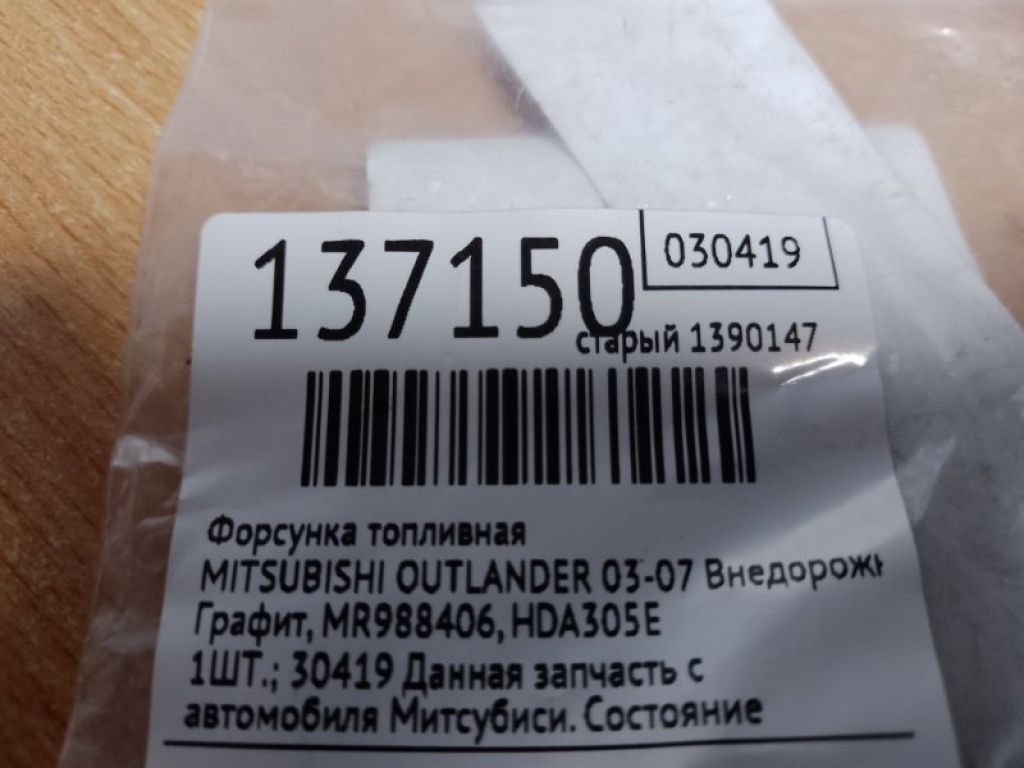 137150
030419
старый 1390147
Форсунка топливная
MITSUBISHI OUTLANDER 03-07 Внедорожн
Графит, MR988406, HDA305E
1ШТ.; 30419 Данная запчасть с
автомобиля Митсубиси. Состояние